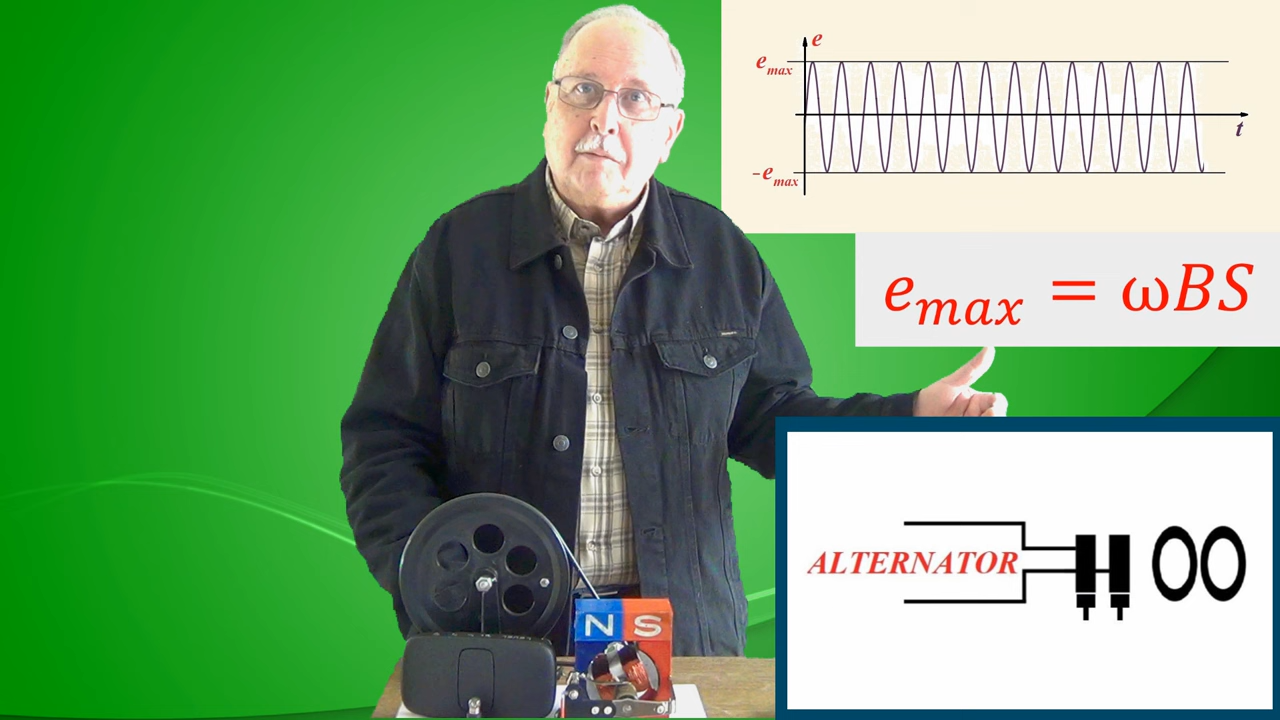 e
e_max
t
-e_max
e_max = ωBS
ALTERNATOR
N S